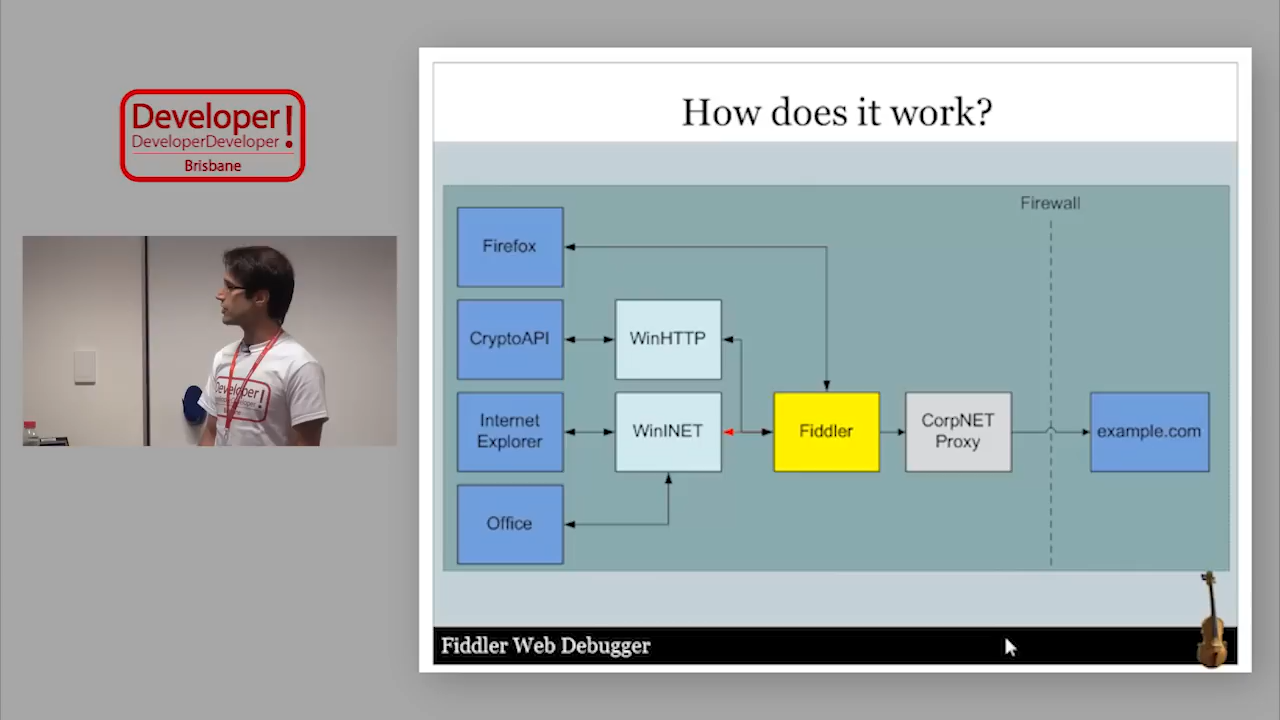 Developer!
DeveloperDeveloper
Brisbane
How does it work?
Firewall
Firefox
CryptoAPI
WinHTTP
Internet
Explorer
WinINET
Fiddler
CorpNET
Proxy
example.com
Office
Fiddler Web Debugger
Developer!